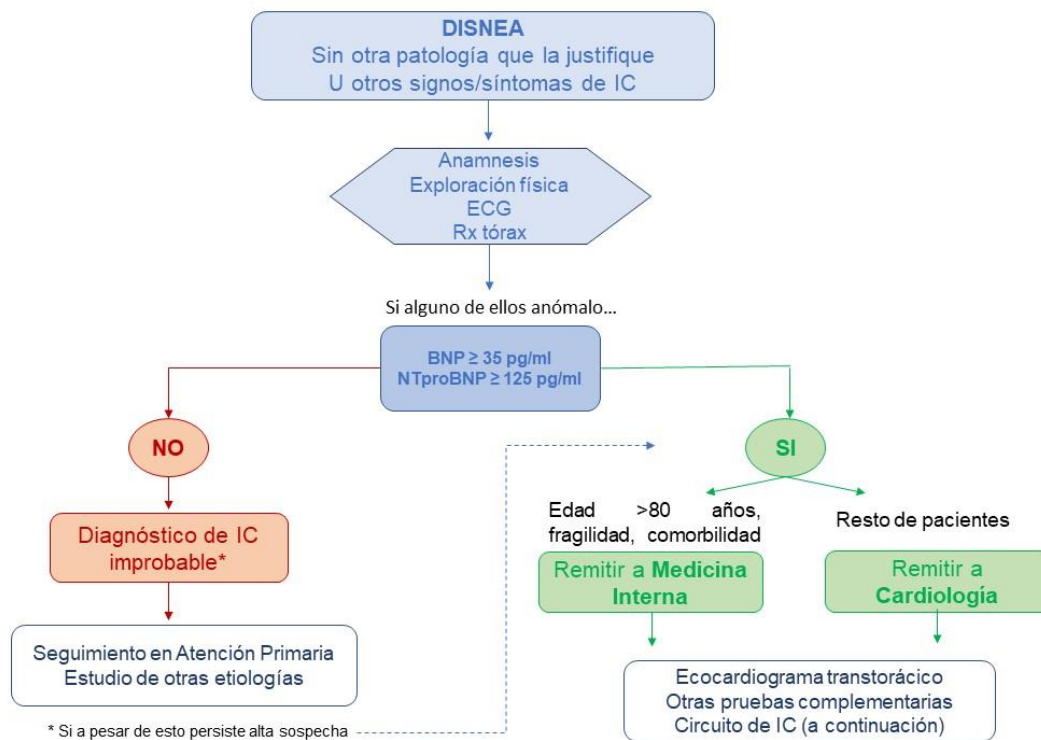 DISNEA
Sin otra patología que la justifique
U otros signos/síntomas de IC
Anamnesis
Exploración física
ECG
Rx tórax
Si alguno de ellos anómalo...
BNP ≥ 35 pg/ml
NTproBNP ≥ 125 pg/ml
NO
SI
Diagnóstico de IC
improbable*
Edad >80 años,
fragilidad, comorbilidad
Resto de pacientes
Remitir a Medicina
Interna
Remitir a
Cardiología
Seguimiento en Atención Primaria
Estudio de otras etiologías
Ecocardiograma transtorácico
Otras pruebas complementarias
Circuito de IC (a continuación)
* Si a pesar de esto persiste alta sospecha